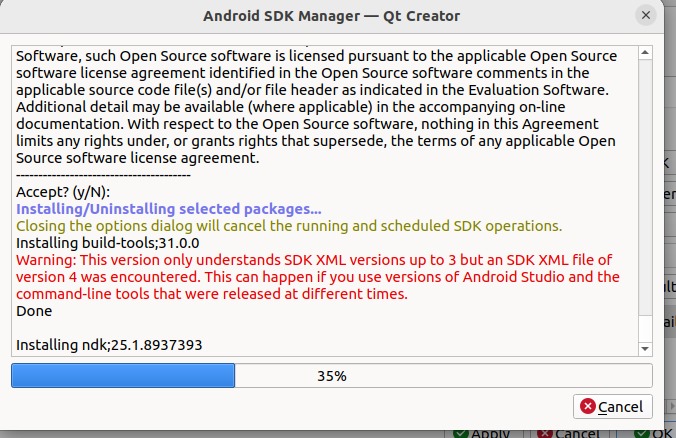 Android SDK Manager — Qt Creator
Software, such Open Source software is licensed pursuant to the applicable Open Source
software license agreement identified in the Open Source software comments in the
applicable source code file(s) and/or file header as indicated in the Evaluation Software.
Additional detail may be available (where applicable) in the accompanying on-line
documentation. With respect to the Open Source software, nothing in this Agreement
limits any rights under, or grants rights that supersede, the terms of any applicable Open
Source software license agreement.
---------------------------------------
Accept? (y/N):
Installing/Uninstalling selected packages...
Closing the options dialog will cancel the running and scheduled SDK operations.
Installing build-tools;31.0.0
Warning: This version only understands SDK XML versions up to 3 but an SDK XML file of
version 4 was encountered. This can happen if you use versions of Android Studio and the
command-line tools that were released at different times.
Done
Installing ndk;25.1.8937393
35%
Cancel
Apply Cancel OK